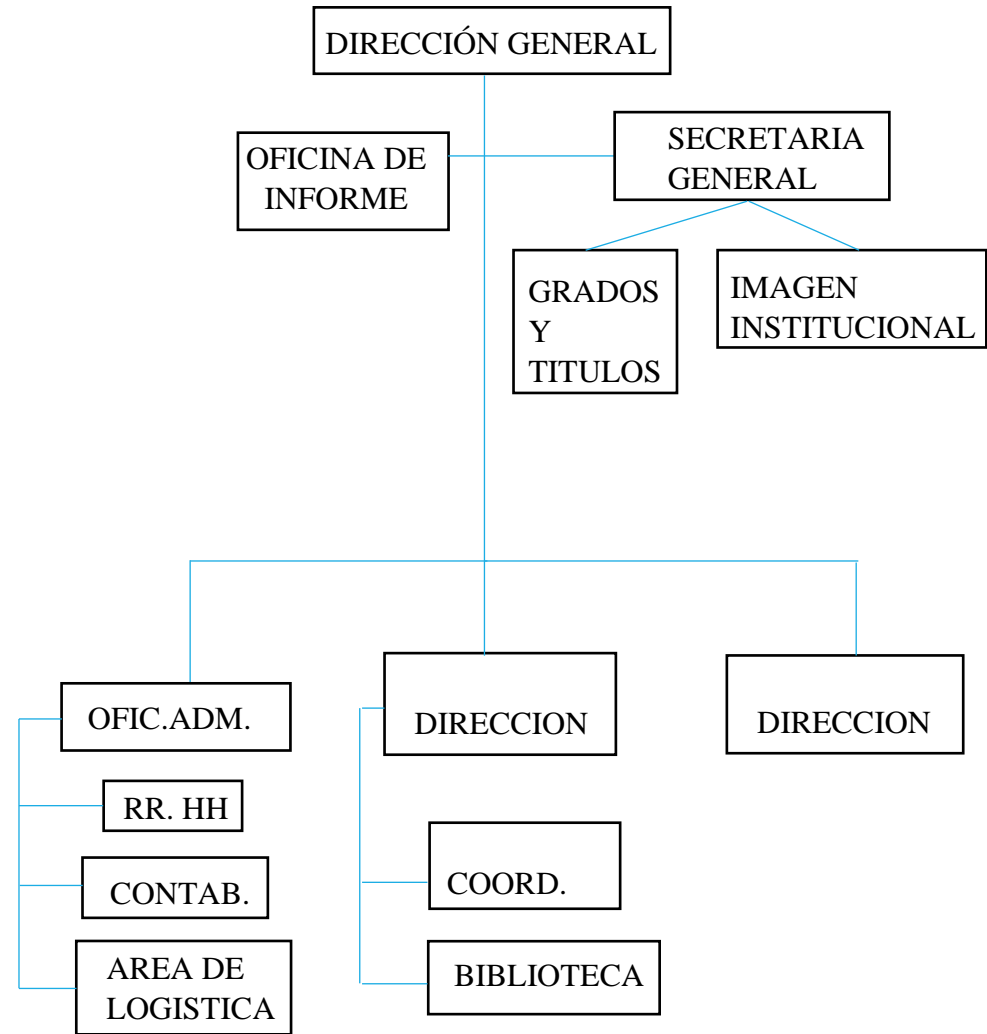 DIRECCIÓN GENERAL
OFICINA DE
INFORME
SECRETARIA
GENERAL
GRADOS
Y
TITULOS
IMAGEN
INSTITUCIONAL
OFIC.ADM.
DIRECCION
DIRECCION
RR. HH
CONTAB.
AREA DE
LOGISTICA
COORD.
BIBLIOTECA